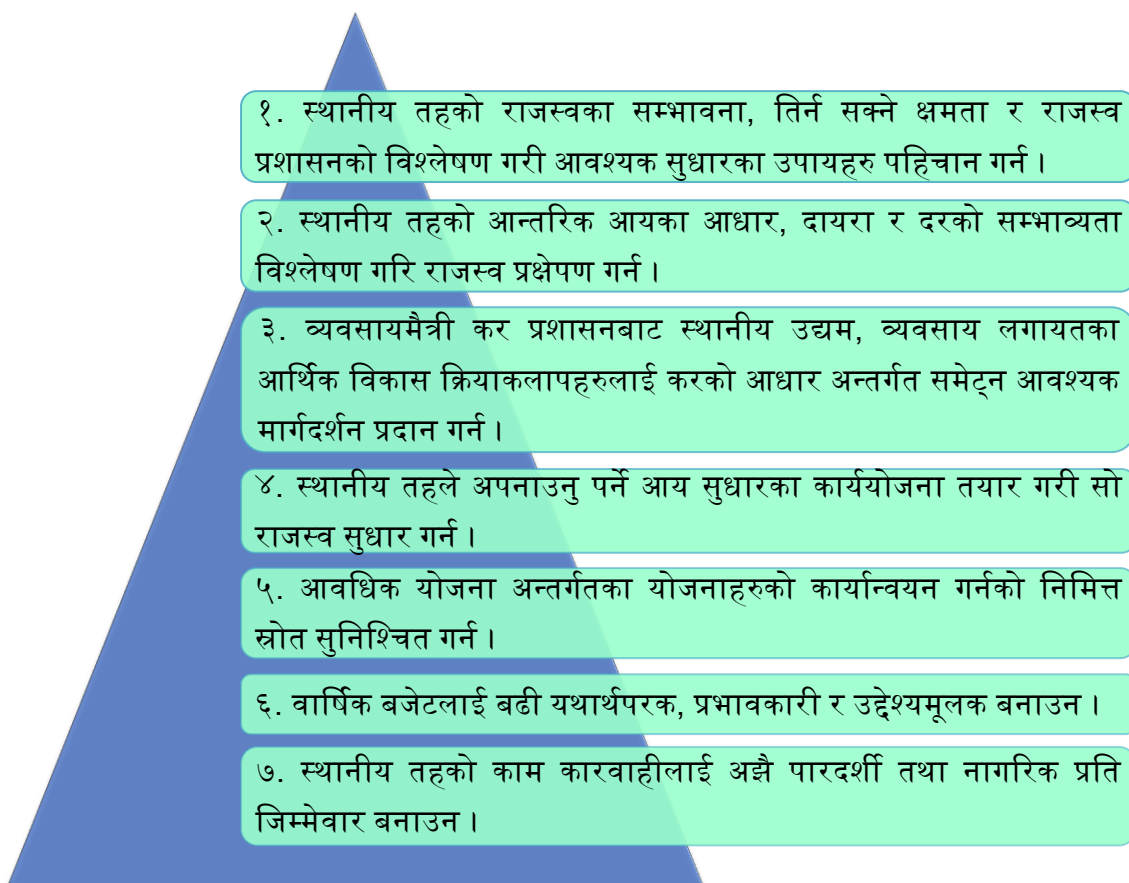 १. स्थानीय तहको राजस्वका सम्भावना, तिर्न सक्ने क्षमता र राजस्व
प्रशासनको विश्लेषण गरी आवश्यक सुधारका उपायहरु पहिचान गर्न ।
२. स्थानीय तहको आन्तरिक आयका आधार, दायरा र दरको सम्भाव्यता
विश्लेषण गरि राजस्व प्रक्षेपण गर्न ।
३. व्यवसायमैत्री कर प्रशासनबाट स्थानीय उद्यम, व्यवसाय लगायतका
आर्थिक विकास क्रियाकलापहरुलाई करको आधार अन्तर्गत समेट्न आवश्यक
मार्गदर्शन प्रदान गर्न ।
४. स्थानीय तहले अपनाउनु पर्ने आय सुधारका कार्ययोजना तयार गरी सो
राजस्व सुधार गर्न ।
५. आवधिक योजना अन्तर्गतका योजनाहरुको कार्यान्वयन गर्नको निमित्त
स्रोत सुनिश्चित गर्न ।
६. वार्षिक बजेटलाई बढी यथार्थपरक, प्रभावकारी र उद्देश्यमूलक बनाउन ।
७. स्थानीय तहको काम कारवाहीलाई अझै पारदर्शी तथा नागरिक प्रति
जिम्मेवार बनाउन ।